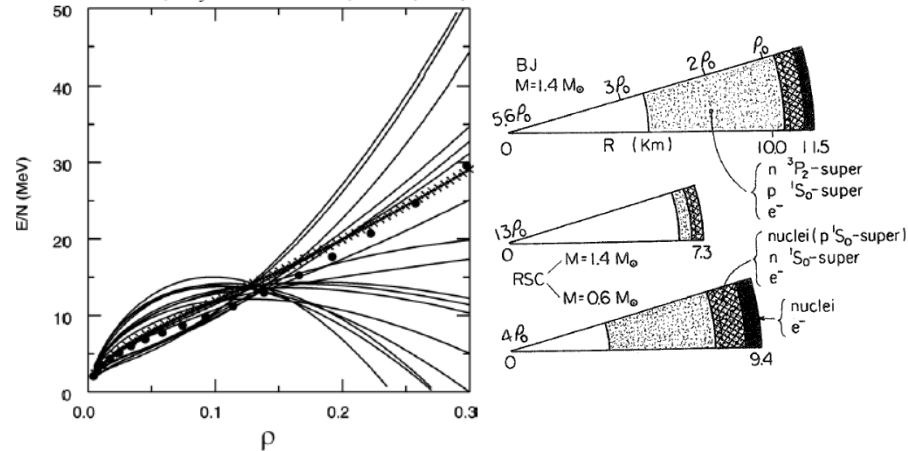 50
40
30
20
10
0
E/N (MeV)
0.0
0.1
0.2
0.3
ρ
BJ
M=1.4 M⊙
5.6ρ₀
3ρ₀
2ρ₀
ρ₀
0
R (Km)
10.0
11.5
n ³P₂-super
p ¹S₀-super
e⁻
13ρ₀
0
7.3
RSC
M=1.4 M⊙
M=0.6 M⊙
nuclei (p ¹S₀-super)
n ¹S₀-super
e⁻
nuclei
e⁻
4ρ₀
0
9.4